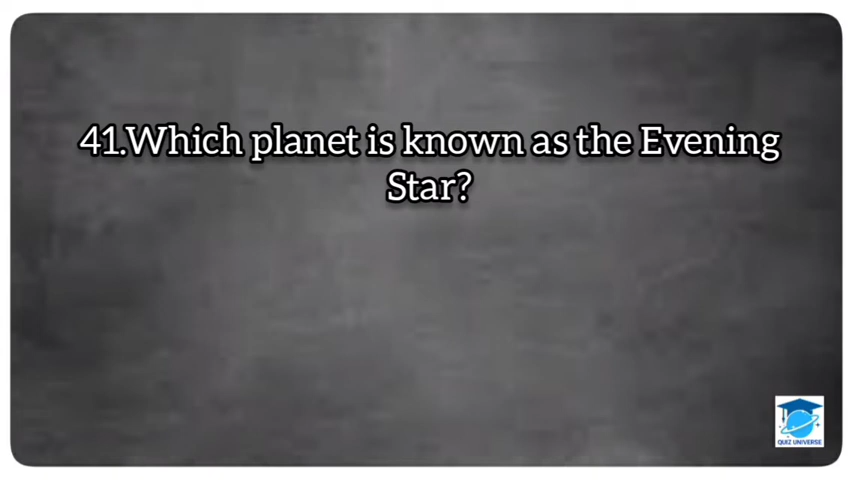 41.Which planet is known as the Evening
Star?
QUIZ UNIVERSE